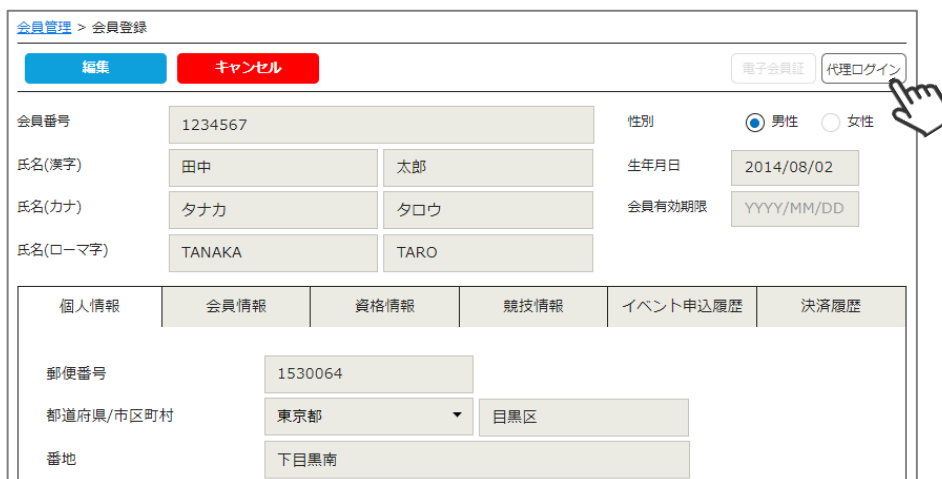 会員管理 > 会員登録
編集 キャンセル 電子会員証 代理ログイン
会員番号 1234567 性別 男性 女性
氏名(漢字) 田中 太郎 生年月日 2014/08/02
氏名(カナ) タナカ タロウ 会員有効期限 YYYY/MM/DD
氏名(ローマ字) TANAKA TARO
個人情報 会員情報 資格情報 競技情報 イベント申込履歴 決済履歴
郵便番号 1530064
都道府県/市区町村 東京都 目黒区
番地 下目黒南